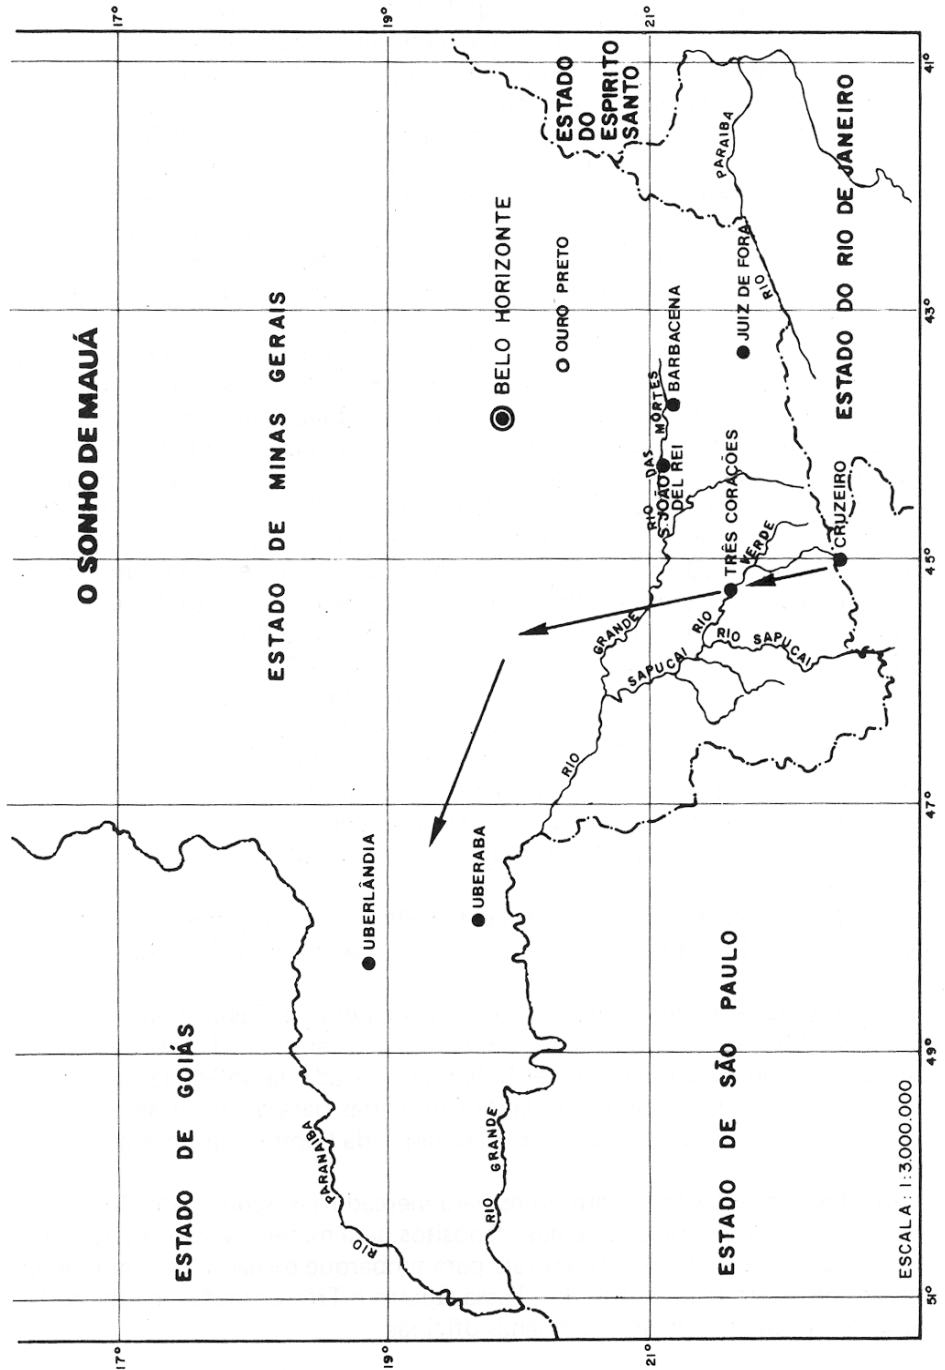 O SONHO DE MAUÁ
17°
19°
21°
41°
43°
45°
47°
49°
51°
17°
19°
21°
ESTADO DE GOIÁS
ESTADO DE MINAS GERAIS
ESTADO
DO
ESPIRITO
SANTO
RIO
PARANAIBA
UBERLÂNDIA
UBERABA
BELO HORIZONTE
OURO PRETO
RIO
GRANDE
RIO
GRANDE
RIO DAS MORTES
S. JOÃO
DEL REI
BARBACENA
JUIZ DE FORA
RIO
PARAIBA
SAPUCAI
RIO
VERDE
RIO
SAPUCAI
TRÊS CORAÇÕES
CRUZEIRO
ESTADO DE SÃO PAULO
ESTADO DO RIO DE JANEIRO
ESCALA : 1:3.000.000